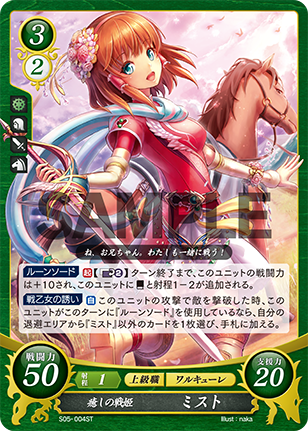 3
2
SAMPLE
ね、お兄ちゃん。わたしも一緒に戦う!
ルーンソード 起 [2] ターン終了まで、このユニットの戦闘力
は+10され、このユニットに と射程1-2が追加される。
戦乙女の誘い 自 このユニットの攻撃で敵を撃破した時、このユ
ニットがこのターンに「ルーンソード」を使用しているなら、自分の
退避エリアから『ミスト』以外のカードを1枚選び、手札に加える。
戦闘力 50 射程 1 上級職 ワルキューレ 支援力 20
癒しの戦姫 ミスト
S05-004ST Illust:naka